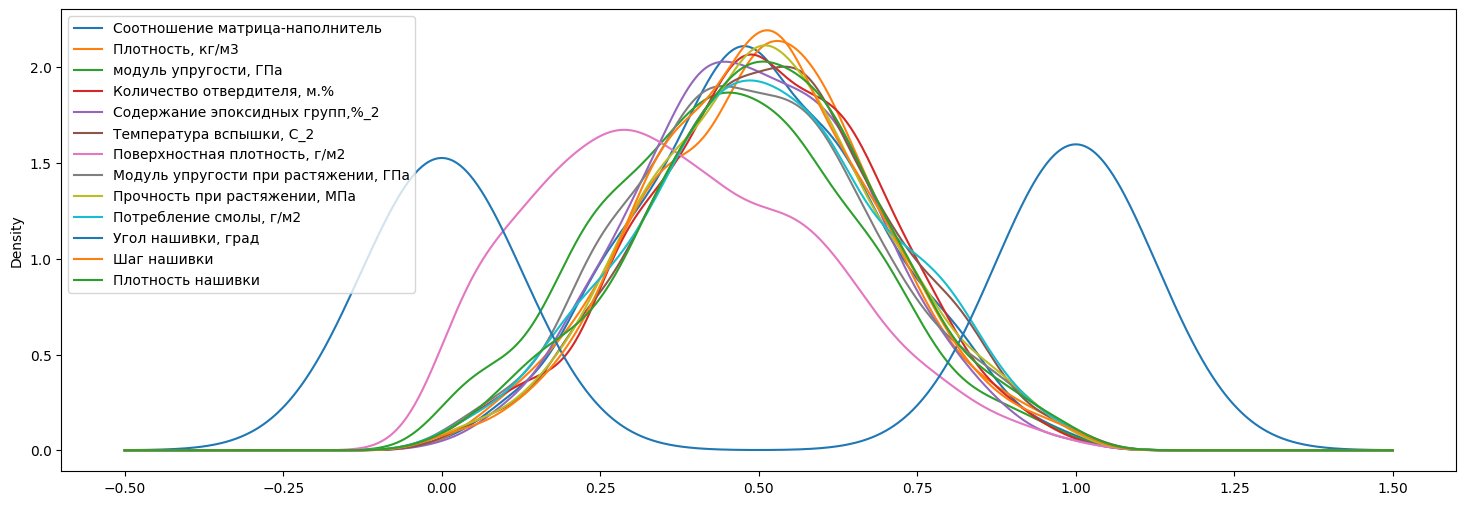 Соотношение матрица-наполнитель
Плотность, кг/м3
модуль упругости, ГПа
Количество отвердителя, м.%
Содержание эпоксидных групп,%_2
Температура вспышки, С_2
Поверхностная плотность, г/м2
Модуль упругости при растяжении, ГПа
Прочность при растяжении, МПа
Потребление смолы, г/м2
Угол нашивки, град
Шаг нашивки
Плотность нашивки
Density
2.0
1.5
1.0
0.5
0.0
−0.50 −0.25 0.00 0.25 0.50 0.75 1.00 1.25 1.50